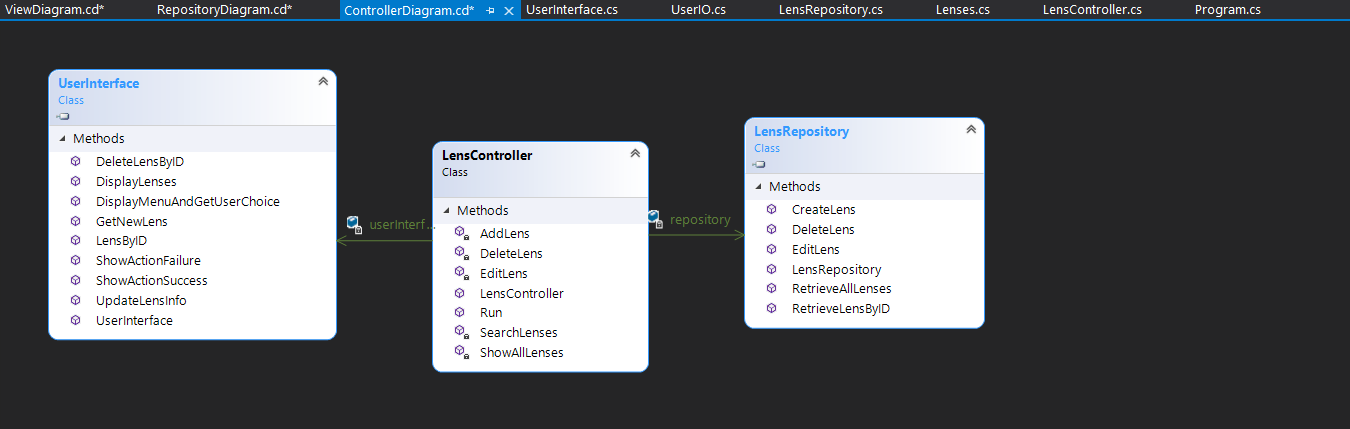 ViewDiagram.cd* RepositoryDiagram.cd* ControllerDiagram.cd* UserInterface.cs UserIO.cs LensRepository.cs Lenses.cs LensController.cs Program.cs
UserInterface
Class
Methods
DeleteLensByID
DisplayLenses
DisplayMenuAndGetUserChoice
GetNewLens
LensByID
ShowActionFailure
ShowActionSuccess
UpdateLensInfo
UserInterface
userInterf...
LensController
Class
Methods
AddLens
DeleteLens
EditLens
LensController
Run
SearchLenses
ShowAllLenses
repository
LensRepository
Class
Methods
CreateLens
DeleteLens
EditLens
LensRepository
RetrieveAllLenses
RetrieveLensByID